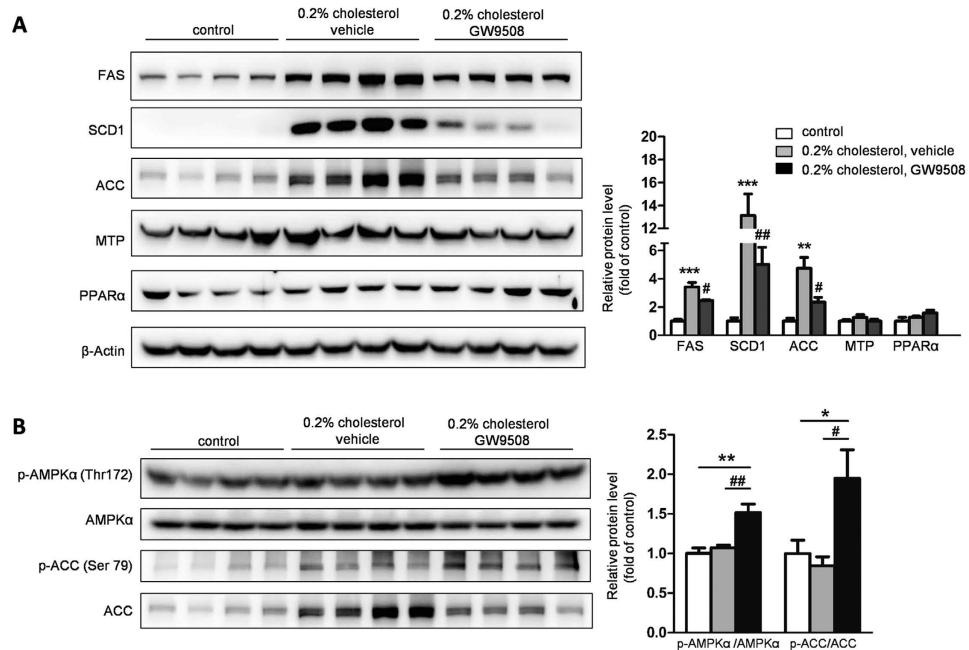 A
control
0.2% cholesterol
vehicle
0.2% cholesterol
GW9508
FAS
SCD1
ACC
MTP
PPARα
β-Actin
Relative protein level
(fold of control)
20
18
16
14
12
10
8
6
4
2
0
control
0.2% cholesterol, vehicle
0.2% cholesterol, GW9508
***
#
***
##
**
#
FAS SCD1 ACC MTP PPARα
B
control
0.2% cholesterol
vehicle
0.2% cholesterol
GW9508
p-AMPKα (Thr172)
AMPKα
p-ACC (Ser 79)
ACC
Relative protein level
(fold of control)
2.5
2.0
1.5
1.0
0.5
0.0
**
##
*
#
p-AMPKα /AMPKα p-ACC/ACC